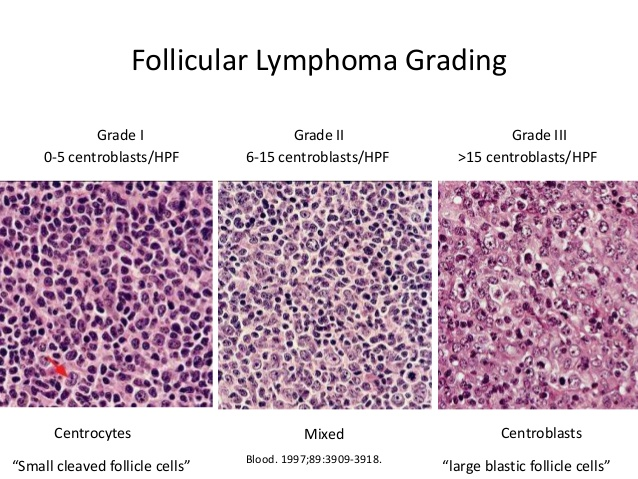 Follicular Lymphoma Grading
Grade I
0-5 centroblasts/HPF
Grade II
6-15 centroblasts/HPF
Grade III
>15 centroblasts/HPF
Centrocytes
“Small cleaved follicle cells”
Mixed
Blood. 1997;89:3909-3918.
Centroblasts
“large blastic follicle cells”